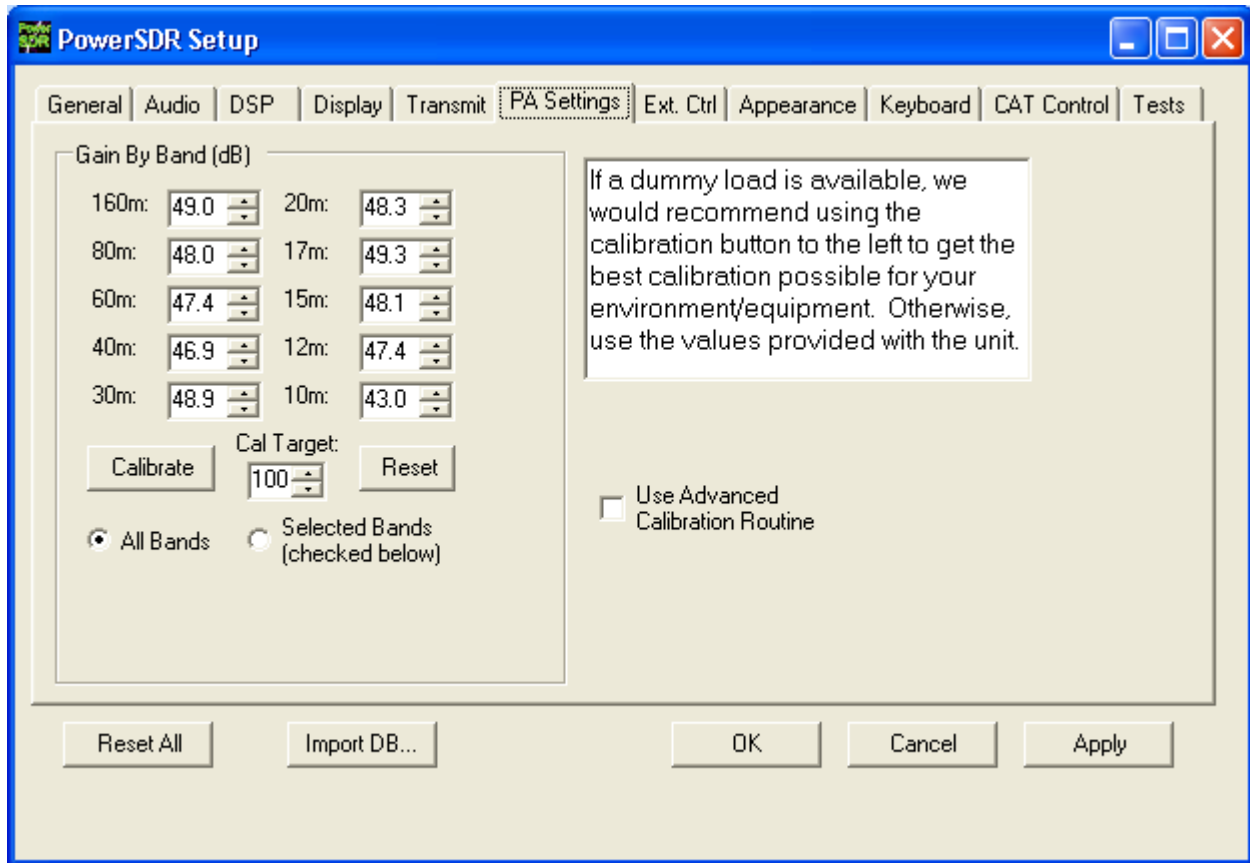 PowerSDR Setup
General Audio DSP Display Transmit PA Settings Ext. Ctrl Appearance Keyboard CAT Control Tests
Gain By Band (dB)
160m: 49.0 20m: 48.3
80m: 48.0 17m: 49.3
60m: 47.4 15m: 48.1
40m: 46.9 12m: 47.4
30m: 48.9 10m: 43.0
Cal Target:
Calibrate 100 Reset
All Bands
Selected Bands
(checked below)
If a dummy load is available, we
would recommend using the
calibration button to the left to get the
best calibration possible for your
environment/equipment.  Otherwise,
use the values provided with the unit.
Use Advanced
Calibration Routine
Reset All Import DB... OK Cancel Apply